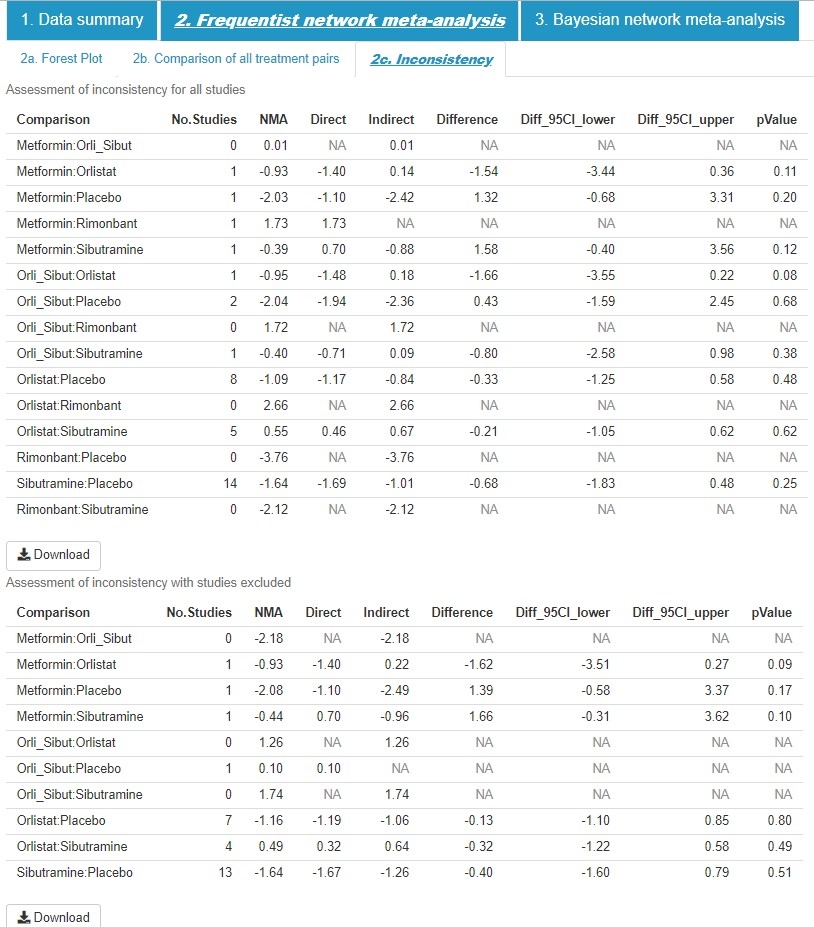 1. Data summary 2. Frequentist network meta-analysis 3. Bayesian network meta-analysis
2a. Forest Plot 2b. Comparison of all treatment pairs 2c. Inconsistency
Assessment of inconsistency for all studies
Comparison No.Studies NMA Direct Indirect Difference Diff_95CI_lower Diff_95CI_upper pValue
Metformin:Orli_Sibut 0 0.01 NA 0.01 NA NA NA NA
Metformin:Orlistat 1 -0.93 -1.40 0.14 -1.54 -3.44 0.36 0.11
Metformin:Placebo 1 -2.03 -1.10 -2.42 1.32 -0.68 3.31 0.20
Metformin:Rimonbant 1 1.73 1.73 NA NA NA NA NA
Metformin:Sibutramine 1 -0.39 0.70 -0.88 1.58 -0.40 3.56 0.12
Orli_Sibut:Orlistat 1 -0.95 -1.48 0.18 -1.66 -3.55 0.22 0.08
Orli_Sibut:Placebo 2 -2.04 -1.94 -2.36 0.43 -1.59 2.45 0.68
Orli_Sibut:Rimonbant 0 1.72 NA 1.72 NA NA NA NA
Orli_Sibut:Sibutramine 1 -0.40 -0.71 0.09 -0.80 -2.58 0.98 0.38
Orlistat:Placebo 8 -1.09 -1.17 -0.84 -0.33 -1.25 0.58 0.48
Orlistat:Rimonbant 0 2.66 NA 2.66 NA NA NA NA
Orlistat:Sibutramine 5 0.55 0.46 0.67 -0.21 -1.05 0.62 0.62
Rimonbant:Placebo 0 -3.76 NA -3.76 NA NA NA NA
Sibutramine:Placebo 14 -1.64 -1.69 -1.01 -0.68 -1.83 0.48 0.25
Rimonbant:Sibutramine 0 -2.12 NA -2.12 NA NA NA NA
Download
Assessment of inconsistency with studies excluded
Comparison No.Studies NMA Direct Indirect Difference Diff_95CI_lower Diff_95CI_upper pValue
Metformin:Orli_Sibut 0 -2.18 NA -2.18 NA NA NA NA
Metformin:Orlistat 1 -0.93 -1.40 0.22 -1.62 -3.51 0.27 0.09
Metformin:Placebo 1 -2.08 -1.10 -2.49 1.39 -0.58 3.37 0.17
Metformin:Sibutramine 1 -0.44 0.70 -0.96 1.66 -0.31 3.62 0.10
Orli_Sibut:Orlistat 0 1.26 NA 1.26 NA NA NA NA
Orli_Sibut:Placebo 1 0.10 0.10 NA NA NA NA NA
Orli_Sibut:Sibutramine 0 1.74 NA 1.74 NA NA NA NA
Orlistat:Placebo 7 -1.16 -1.19 -1.06 -0.13 -1.10 0.85 0.80
Orlistat:Sibutramine 4 0.49 0.32 0.64 -0.32 -1.22 0.58 0.49
Sibutramine:Placebo 13 -1.64 -1.67 -1.26 -0.40 -1.60 0.79 0.51
Download